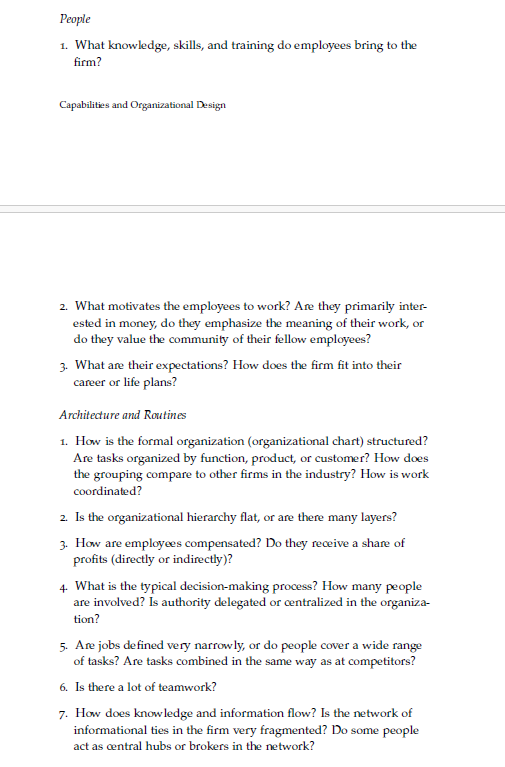 People
1. What knowledge, skills, and training do employees bring to the
firm?
Capabilities and Organizational Design
2. What motivates the employees to work? Are they primarily inter-
ested in money, do they emphasize the meaning of their work, or
do they value the community of their fellow employees?
3. What are their expectations? How does the firm fit into their
career or life plans?
Architecture and Routines
1. How is the formal organization (organizational chart) structured?
Are tasks organized by function, product, or customer? How does
the grouping compare to other firms in the industry? How is work
coordinated?
2. Is the organizational hierarchy flat, or are there many layers?
3. How are employees compensated? Do they receive a share of
profits (directly or indirectly)?
4. What is the typical decision-making process? How many people
are involved? Is authority delegated or centralized in the organiza-
tion?
5. Are jobs defined very narrowly, or do people cover a wide range
of tasks? Are tasks combined in the same way as at competitors?
6. Is there a lot of teamwork?
7. How does knowledge and information flow? Is the network of
informational ties in the firm very fragmented? Do some people
act as central hubs or brokers in the network?